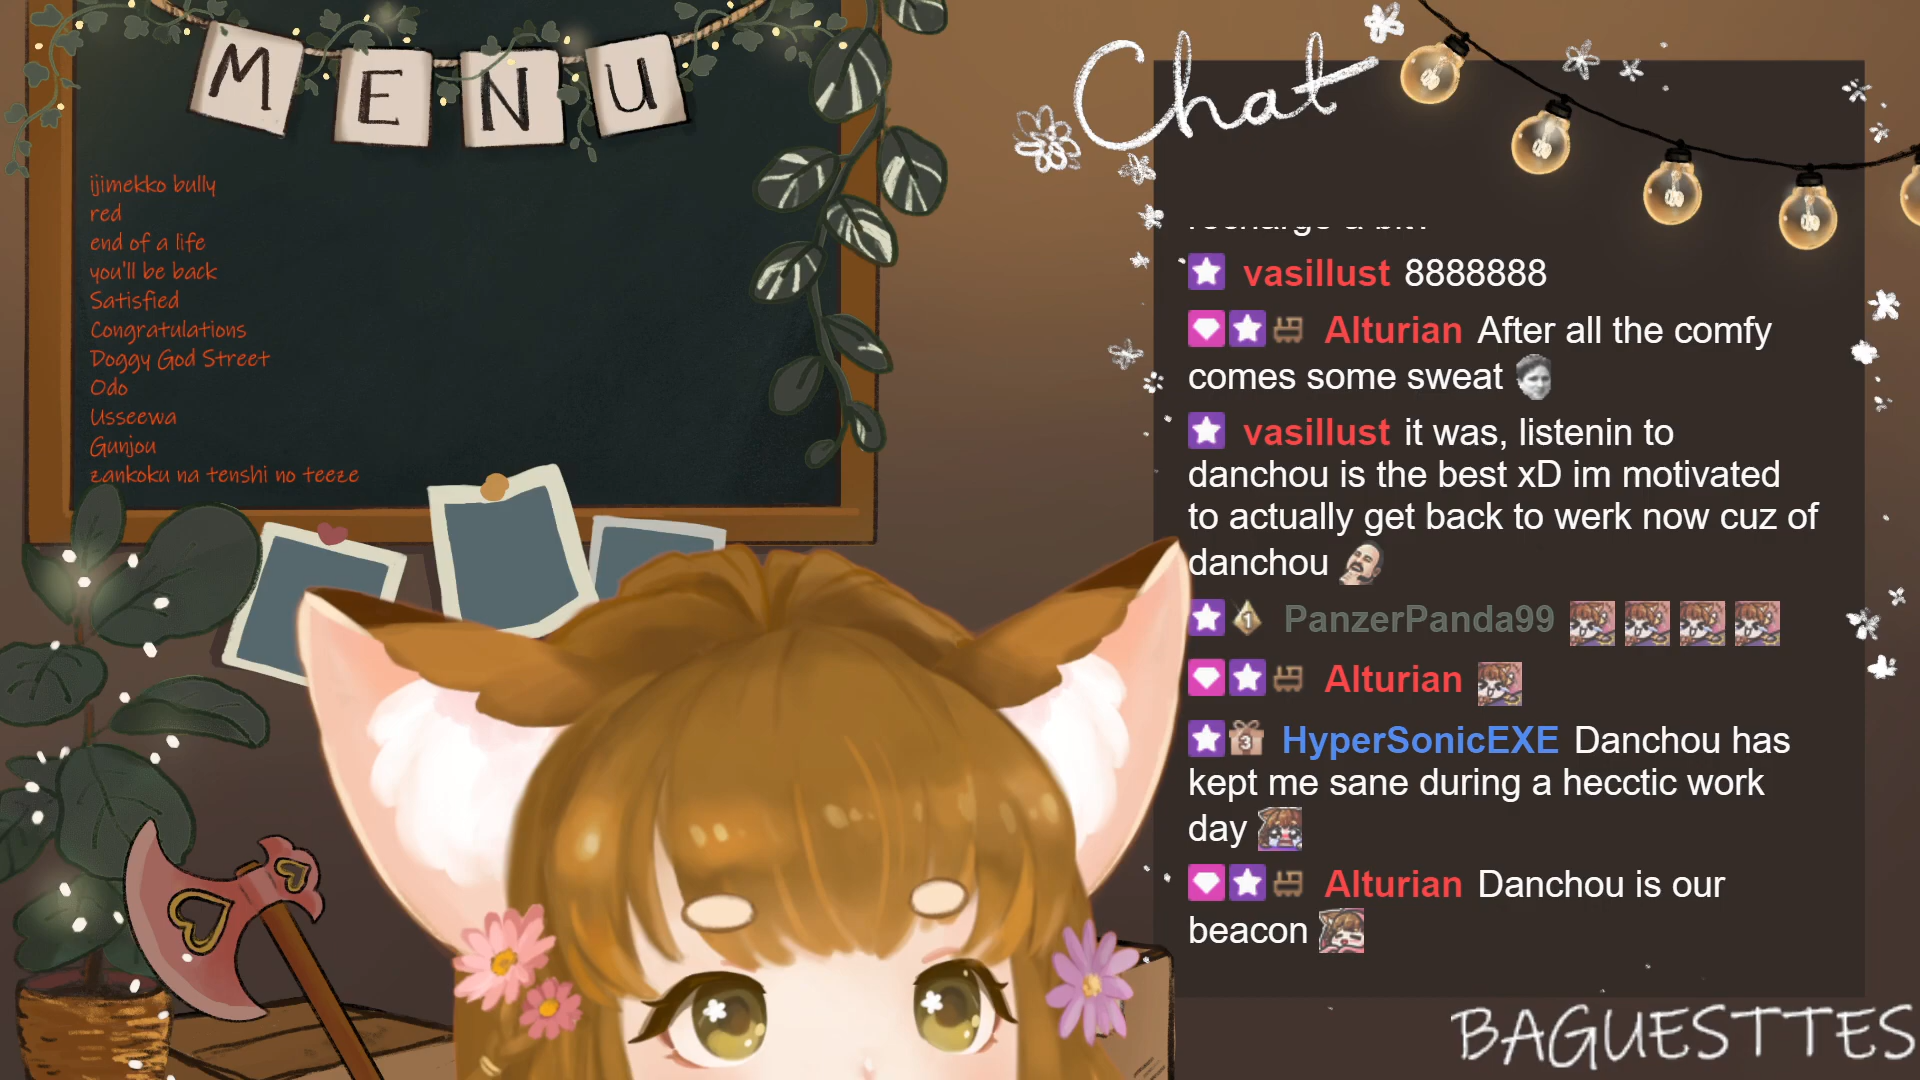 MENU
ijimekko bully
red
end of a life
you'll be back
Satisfied
Congratulations
Doggy God Street
Odo
Usseewa
Gunjou
zankoku na tenshi no teeze
Chat
vasillust 8888888
Alturian After all the comfy
comes some sweat
vasillust it was, listenin to
danchou is the best xD im motivated
to actually get back to werk now cuz of
danchou
1 PanzerPanda99
Alturian
3 HyperSonicEXE Danchou has
kept me sane during a hecctic work
day
Alturian Danchou is our
beacon
BAGUESTTES